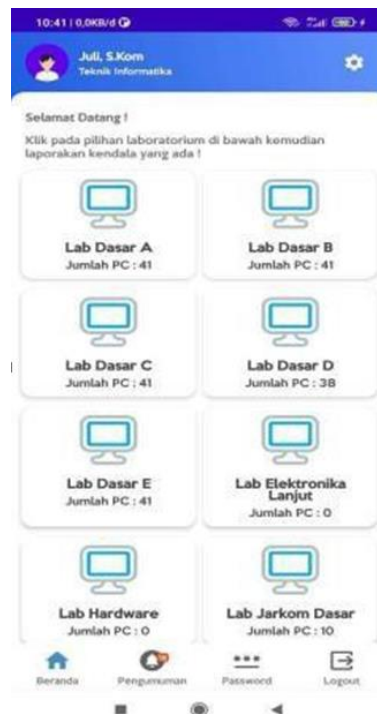 10:41 | 0,0KB/d
Juli, S.Kom
Teknik Informatika
Selamat Datang !
Klik pada pilihan laboratorium di bawah kemudian
laporakan kendala yang ada !
Lab Dasar A
Jumlah PC : 41
Lab Dasar B
Jumlah PC : 41
Lab Dasar C
Jumlah PC : 41
Lab Dasar D
Jumlah PC : 38
Lab Dasar E
Jumlah PC : 41
Lab Elektronika
Lanjut
Jumlah PC : 0
Lab Hardware
Jumlah PC : 0
Lab Jarkom Dasar
Jumlah PC : 10
Beranda
Pengumuman
Password
Logout